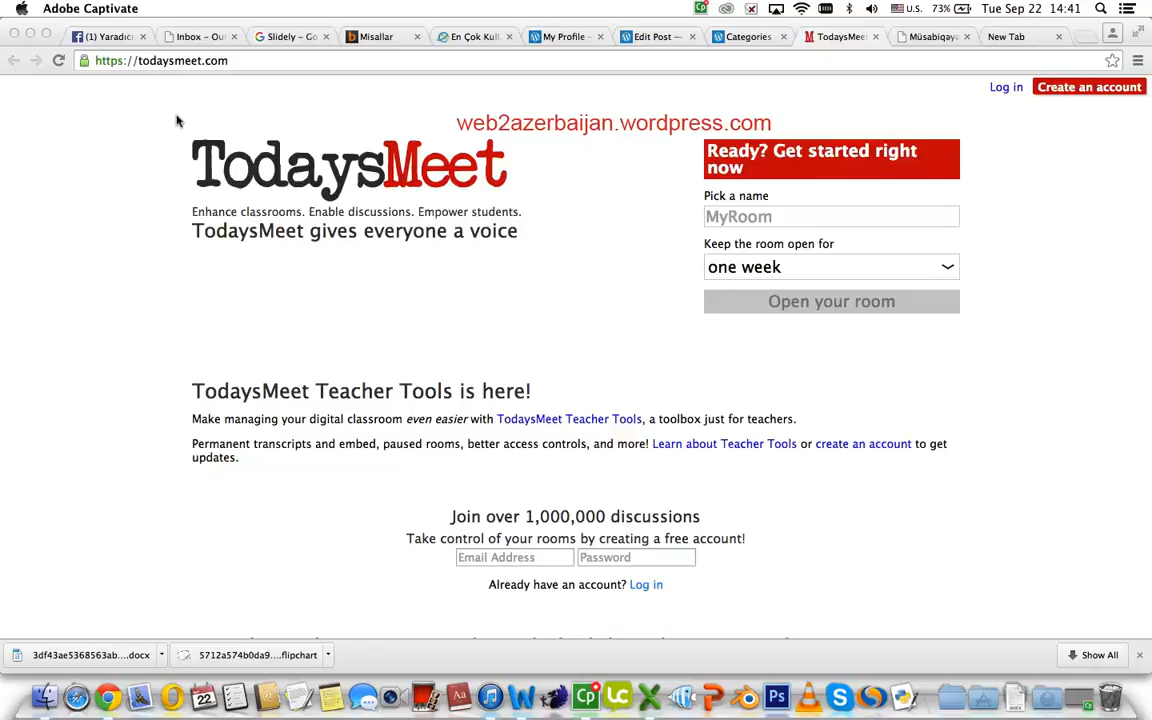 Adobe Captivate
U.S. 73% Tue Sep 22 14:41
(1) Yaradıcı
Inbox – Ou
Slidely – Go
Misallar
En Çok Kull
My Profile –
Edit Post —
Categories
TodaysMeet
Müsabiqəyə
New Tab
https://todaysmeet.com
Log in Create an account
web2azerbaijan.wordpress.com
TodaysMeet
Enhance classrooms. Enable discussions. Empower students.
TodaysMeet gives everyone a voice
Ready? Get started right
now
Pick a name
MyRoom
Keep the room open for
one week
Open your room
TodaysMeet Teacher Tools is here!
Make managing your digital classroom even easier with TodaysMeet Teacher Tools, a toolbox just for teachers.
Permanent transcripts and embed, paused rooms, better access controls, and more! Learn about Teacher Tools or create an account to get
updates.
Join over 1,000,000 discussions
Take control of your rooms by creating a free account!
Email Address Password
Already have an account? Log in
3df43ae5368563ab....docx
5712a574b0da9....flipchart
Show All